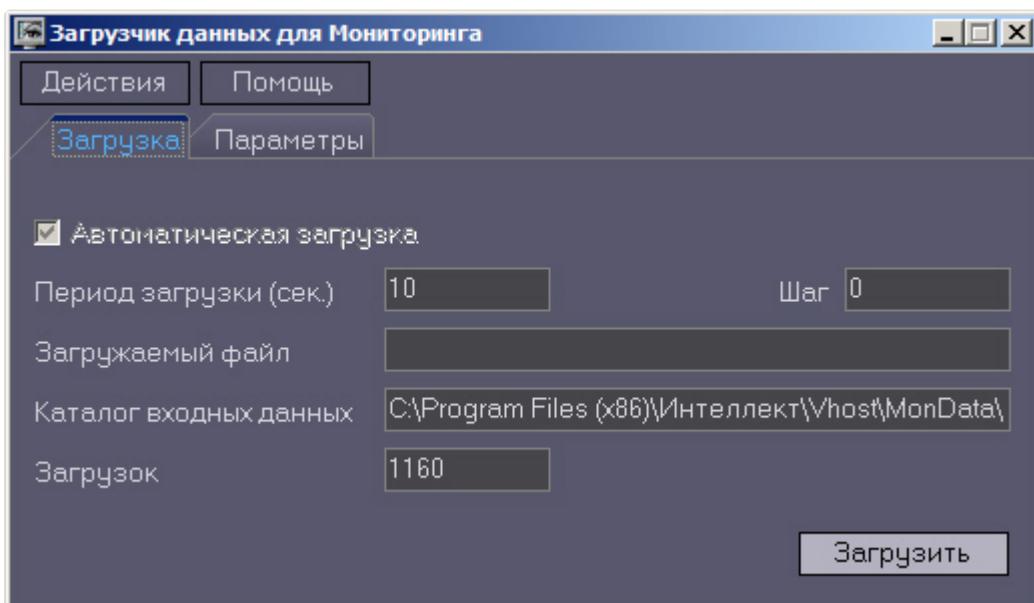 Загрузчик данных для Мониторинга
Действия Помощь
Загрузка Параметры
Автоматическая загрузка
Период загрузки (сек.) 10 Шаг 0
Загружаемый файл
Каталог входных данных C:\Program Files (x86)\Интеллект\Vhost\MonData\
Загрузок 1160
Загрузить